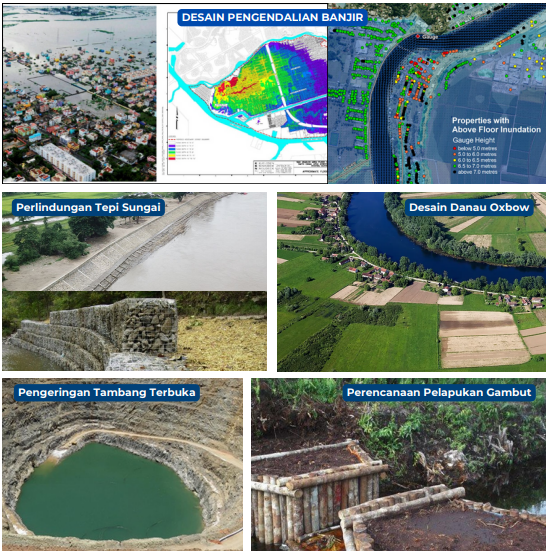 DESAIN PENGENDALIAN BANJIR
Gauge
Properties with
Above Floor Inundation
Gauge Height
below 5.0 metres
5.0 to 6.0 metres
6.0 to 6.5 metres
6.5 to 7.0 metres
above 7.0 metres
Perlindungan Tepi Sungai
Desain Danau Oxbow
Pengeringan Tambang Terbuka
Perencanaan Pelapukan Gambut